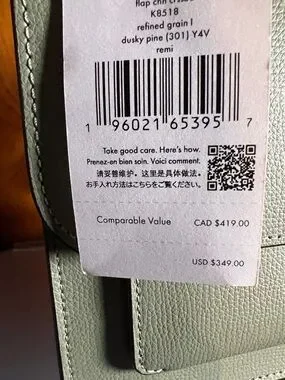 flap chn crssbdy
K8518
refined grain l
dusky pine (301) Y4V
remi
1 96021 65395 7
Take good care. Here's how.
Prenez-en bien soin. Voici comment.
请妥善维护。这里是具体做法。
お手入れ方法はこちらをご覧ください。
Comparable Value CAD $419.00
USD $349.00